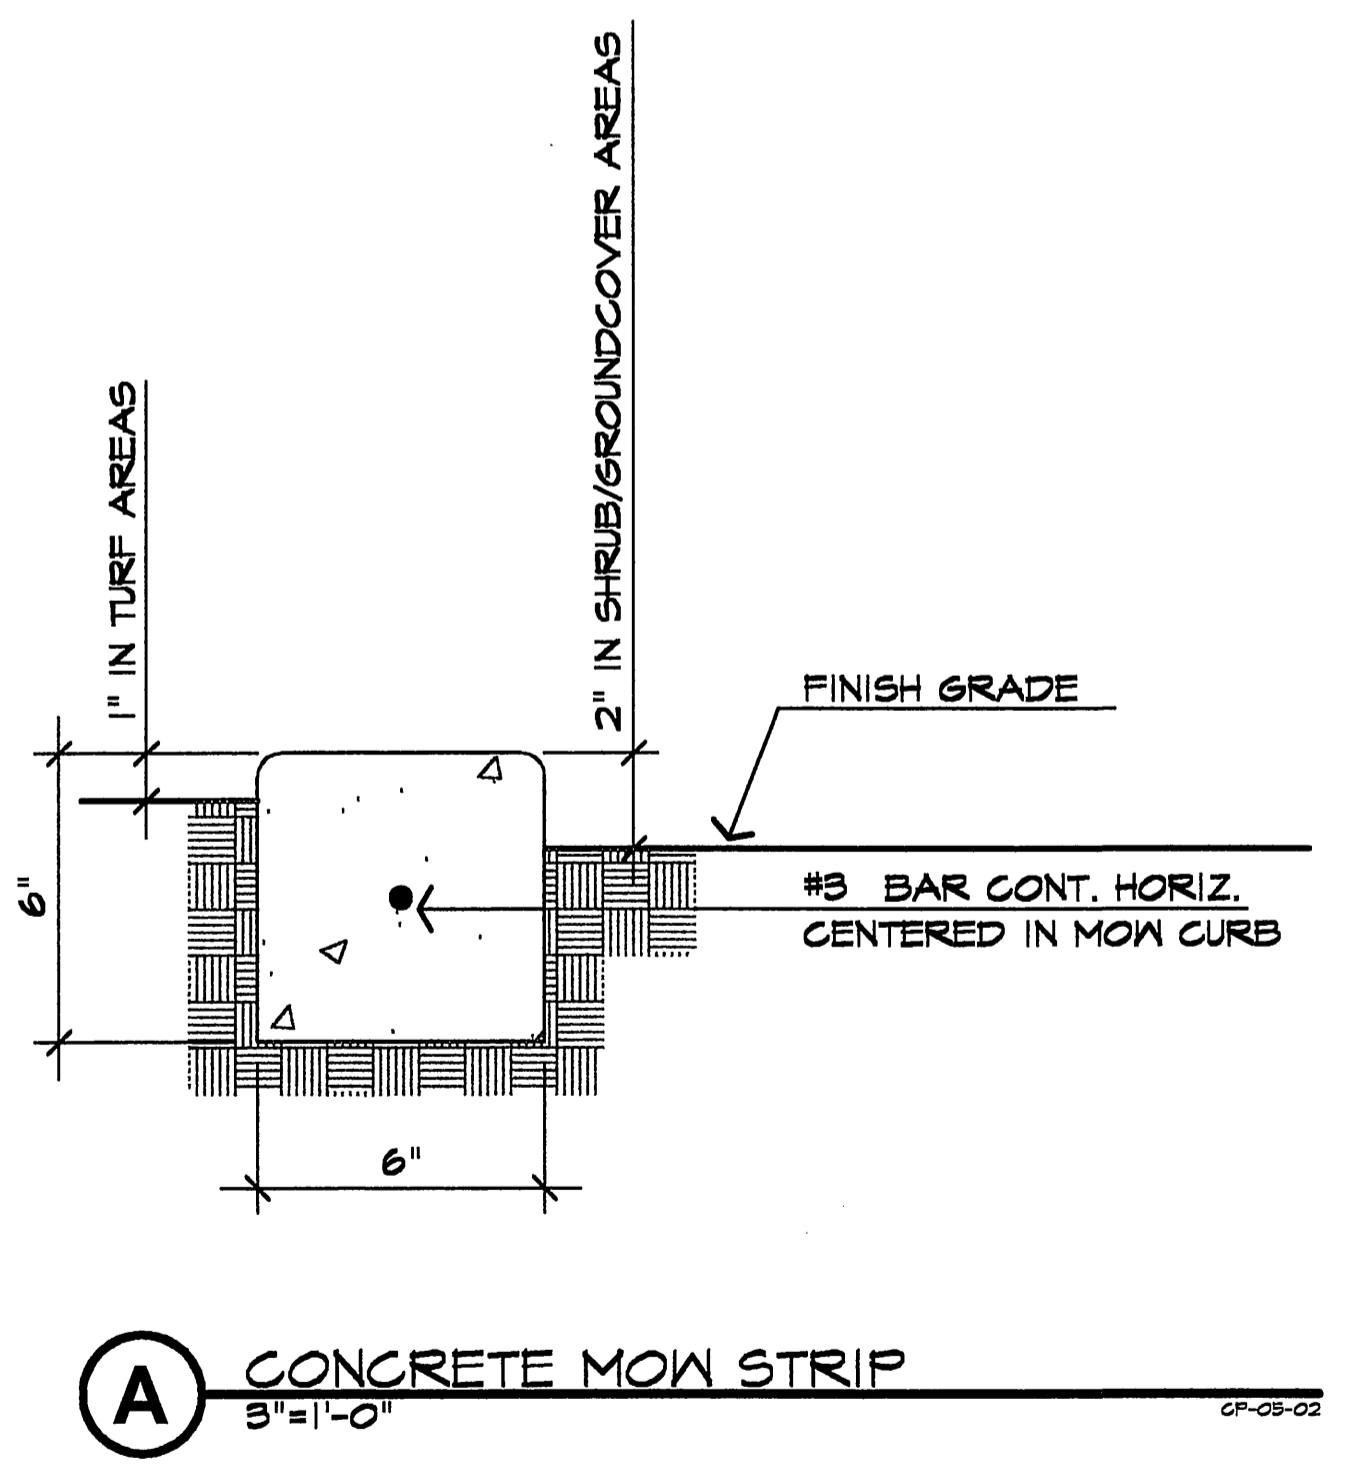 2" IN SHRUB/GROUNDCOVER AREAS
1" IN TURF AREAS
FINISH GRADE
#3 BAR CONT. HORIZ.
CENTERED IN MOW CURB
6"
6"
A
CONCRETE MOW STRIP
3"=1'-0"
CP-05-02